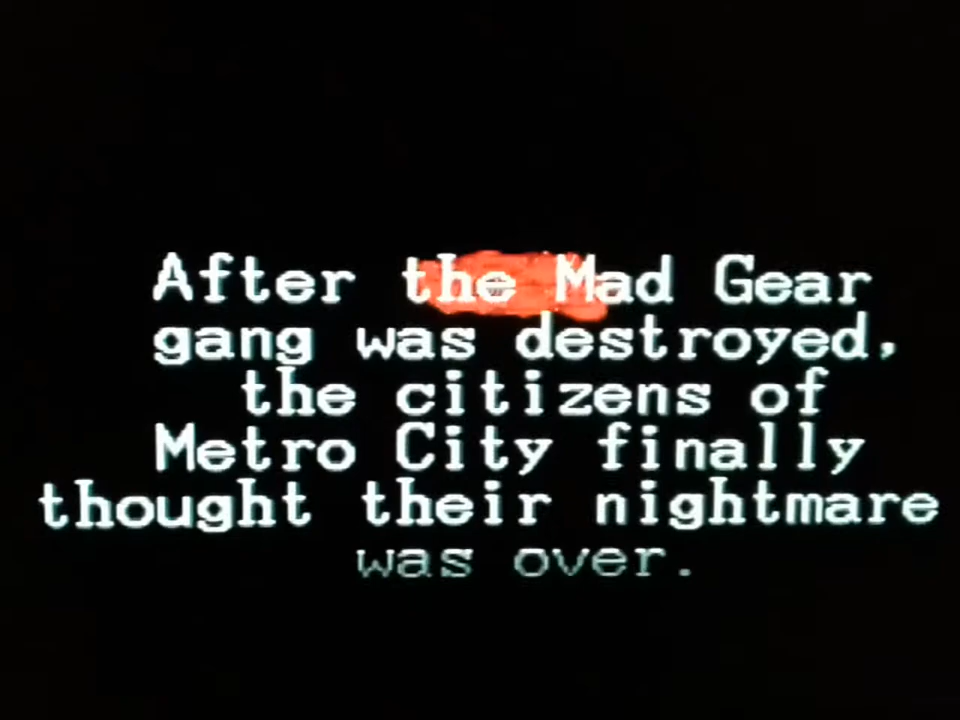 After the Mad Gear
gang was destroyed,
the citizens of
Metro City finally
thought their nightmare
was over.